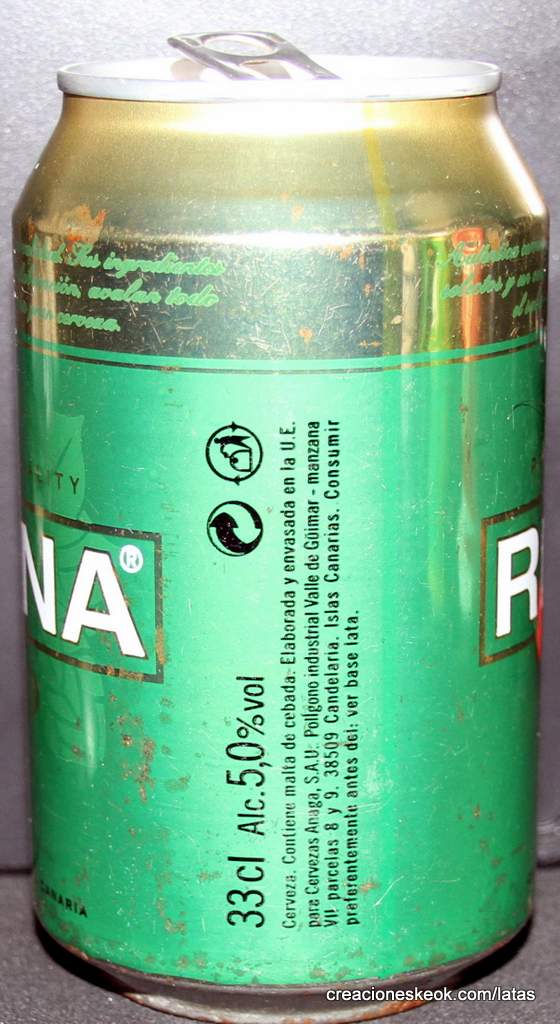 Sus ingredientes
avalan todo
cerveza.
ITY
NA®
R
33cl Alc. 5,0%vol
Cerveza. Contiene malta de cebada. Elaborada y envasada en la U.E.
para Cervezas Anaga, S.A.U. Polígono industrial Valle de Güimar - manzana
VII parcelas 8 y 9. 38509 Candelaria. Islas Canarias. Consumir
preferentemente antes del: ver base lata.
CANARIA
creacioneskeok.com/latas